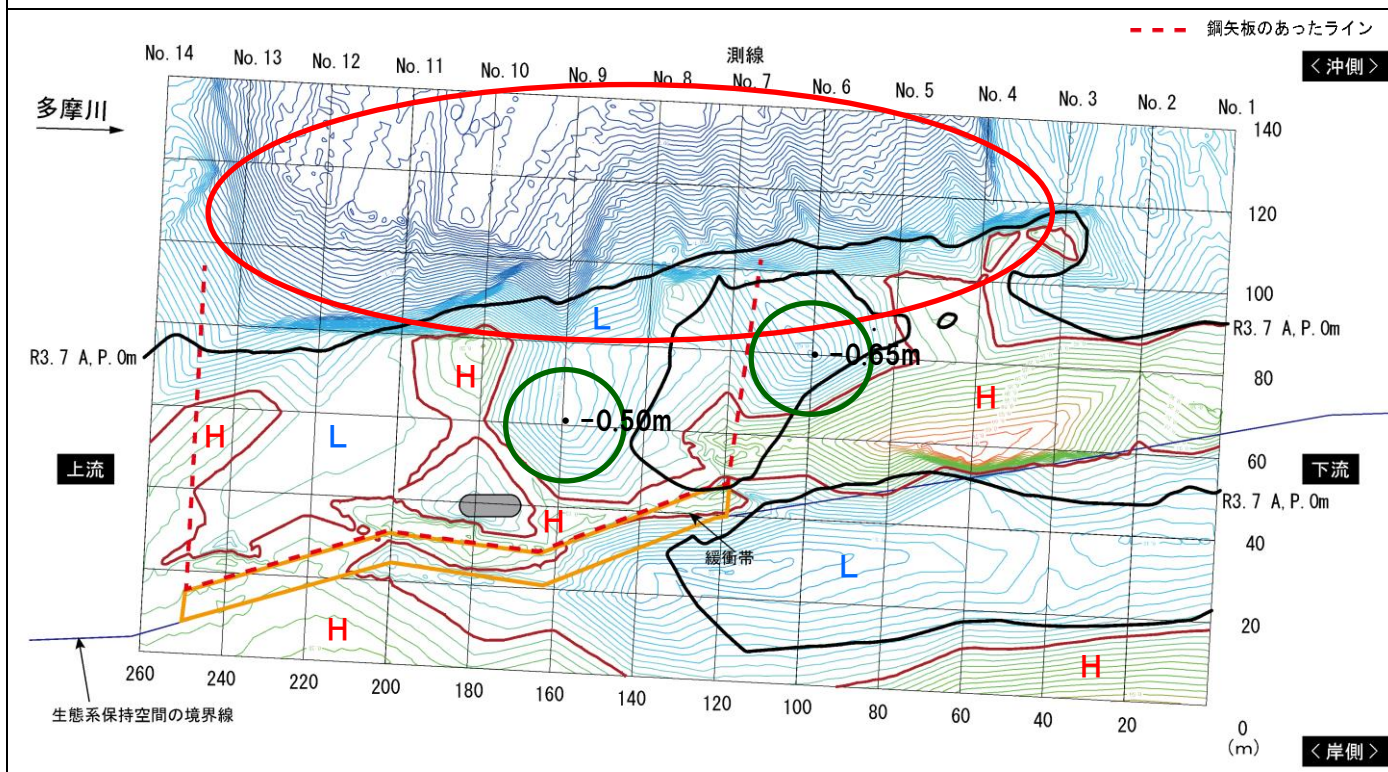 鋼矢板のあったライン
測線
<沖側>
No. 14
No. 13
No. 12
No. 11
No. 10
No. 9
No. 8
No. 7
No. 6
No. 5
No. 4
No. 3
No. 2
No. 1
多摩川
140
120
100
R3.7 A,P.0m
R3.7 A,P.0m
L
-0.65m
H
H
80
-0.50m
H
L
60
上流
下流
R3.7 A,P.0m
H
40
緩衝帯
L
20
H
H
260
240
220
200
180
160
140
120
100
80
60
40
20
0
(m)
生態系保持空間の境界線
<岸側>